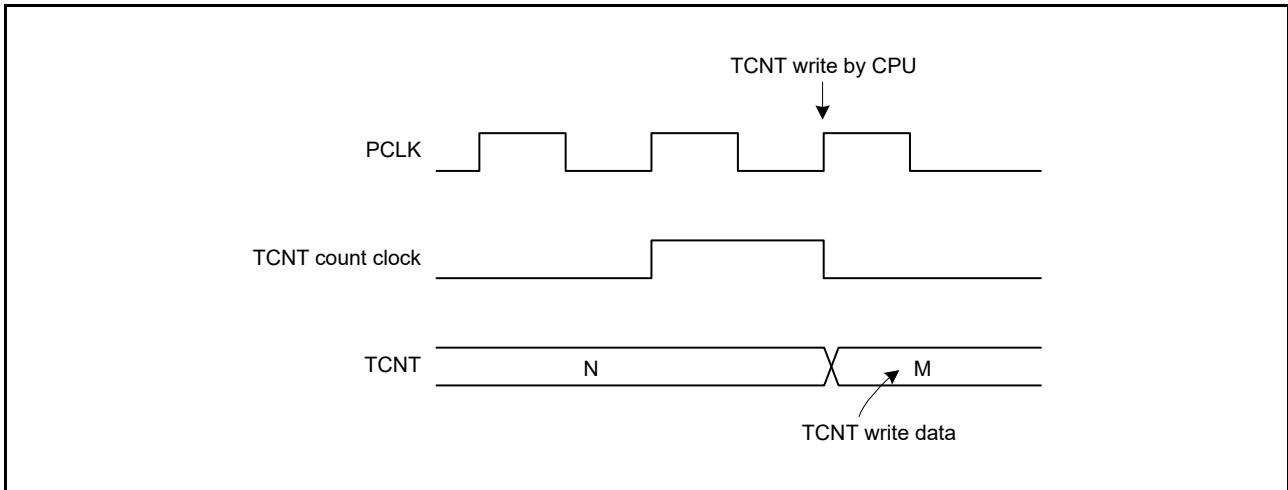 TCNT write by CPU
PCLK
TCNT count clock
TCNT
N
M
TCNT write data